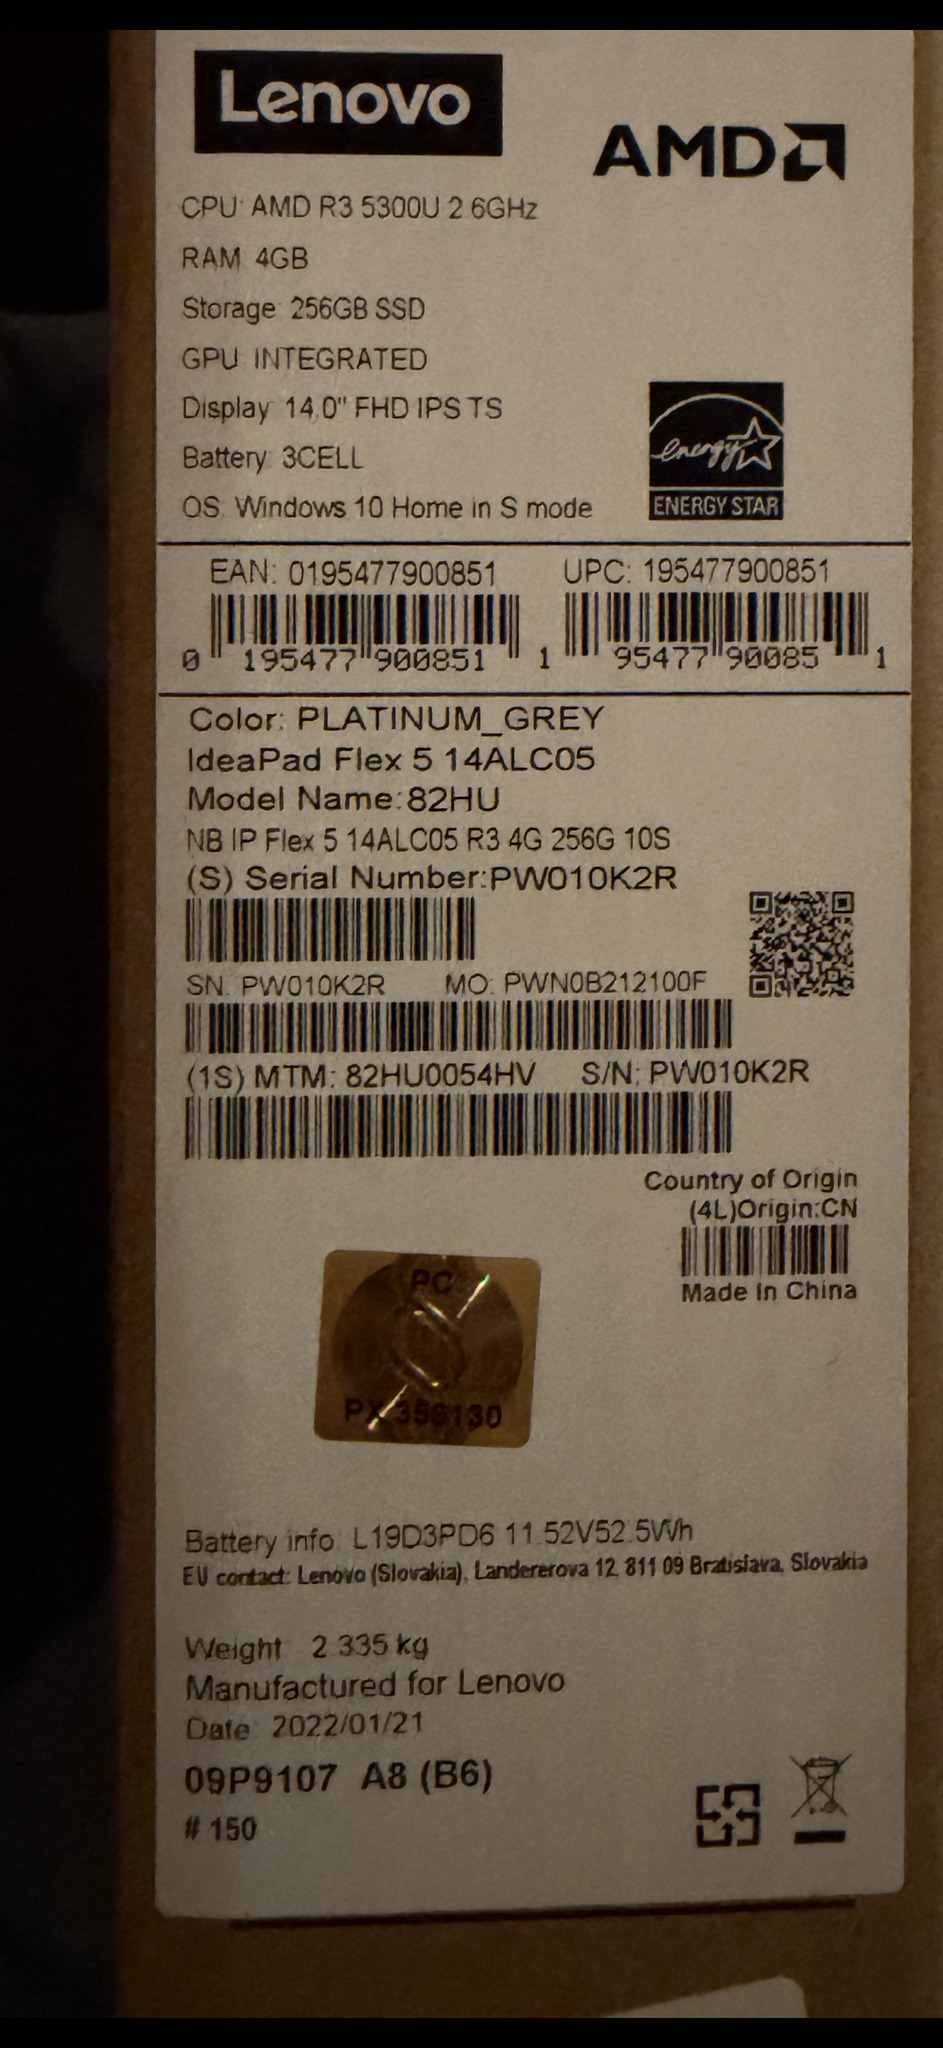 Lenovo
AMD
CPU: AMD R3 5300U 2.6GHz
RAM: 4GB
Storage: 256GB SSD
GPU: INTEGRATED
Display: 14.0" FHD IPS TS
Battery: 3CELL
OS: Windows 10 Home in S mode
energy
ENERGY STAR
EAN: 0195477900851 UPC: 195477900851
0 195477 900851 1 95477 90085 1
Color: PLATINUM_GREY
IdeaPad Flex 5 14ALC05
Model Name:82HU
NB IP Flex 5 14ALC05 R3 4G 256G 10S
(S) Serial Number:PW010K2R
SN: PW010K2R MO: PWN0B212100F
(1S) MTM: 82HU0054HV S/N: PW010K2R
Country of Origin
(4L)Origin:CN
Made In China
PC
Battery info: L19D3PD6 11.52V52.5Wh
EU contact: Lenovo (Slovakia), Landererova 12, 811 09 Bratislava, Slovakia
Weight: 2.335 kg
Manufactured for Lenovo
Date: 2022/01/21
09P9107 A8 (B6)
# 150